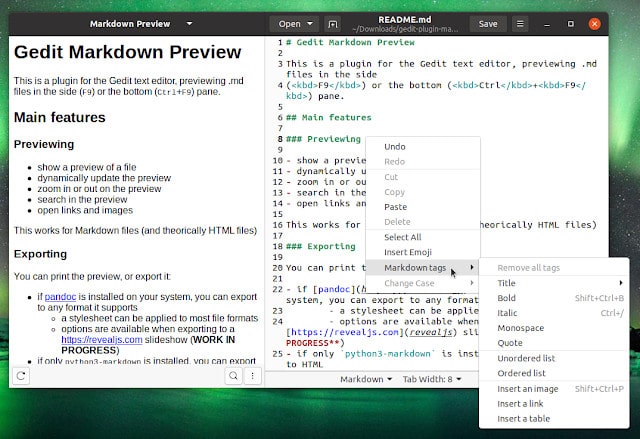 Markdown Preview
Open
README.md
~/Downloads/gedit-plugin-ma...
Save
Gedit Markdown Preview
This is a plugin for the Gedit text editor, previewing .md
files in the side (F9) or the bottom (Ctrl+F9) pane.
Main features
Previewing
show a preview of a file
dynamically update the preview
zoom in or out on the preview
search in the preview
open links and images
This works for Markdown files (and theorically HTML files)
Exporting
You can print the preview, or export it:
if pandoc is installed on your system, you can export
to any format it supports
a stylesheet can be applied to most file formats
options are available when exporting to a
https://revealjs.com slideshow (WORK IN
PROGRESS)
if only python3-markdown is installed, you can export
1 # Gedit Markdown Preview
2
3 This is a plugin for the Gedit text editor, previewing .md
files in the side
4 (<kbd>F9</kbd>) or the bottom (<kbd>Ctrl</kbd>+<kbd>F9</
kbd>) pane.
5
6 ## Main features
7
8 ### Previewing
9
10 - show a previe
11 - dynamically u
12 - zoom in or ou
13 - search in the
14 - open links an
15
16 This works for theorically HTML files)
17
18 ### Exporting
19
20 You can print t
21
22 - if [pandoc](h
system, you can export to any format
23 - a stylesheet can be
24 - options are available when
[https://revealjs.com](revealjs) sli
PROGRESS**)
25 - if only `python3-markdown` is inst
to HTML
Undo
Redo
Cut
Copy
Paste
Delete
Select All
Insert Emoji
Markdown tags
Change Case
Remove all tags
Title
Bold Shift+Ctrl+B
Italic Ctrl+/
Monospace
Quote
Unordered list
Ordered list
Insert an image Shift+Ctrl+P
Insert a link
Insert a table
Markdown
Tab Width: 8